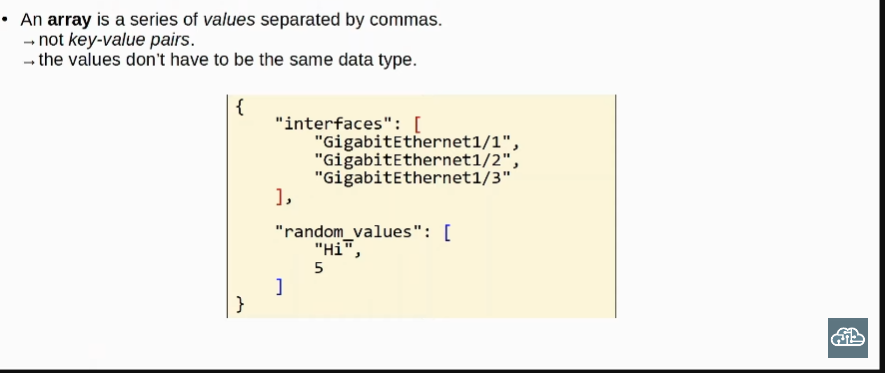 • An array is a series of values separated by commas.
→ not key-value pairs.
→ the values don't have to be the same data type.
{
"interfaces": [
"GigabitEthernet1/1",
"GigabitEthernet1/2",
"GigabitEthernet1/3"
],
"random_values": [
"Hi",
5
]
}